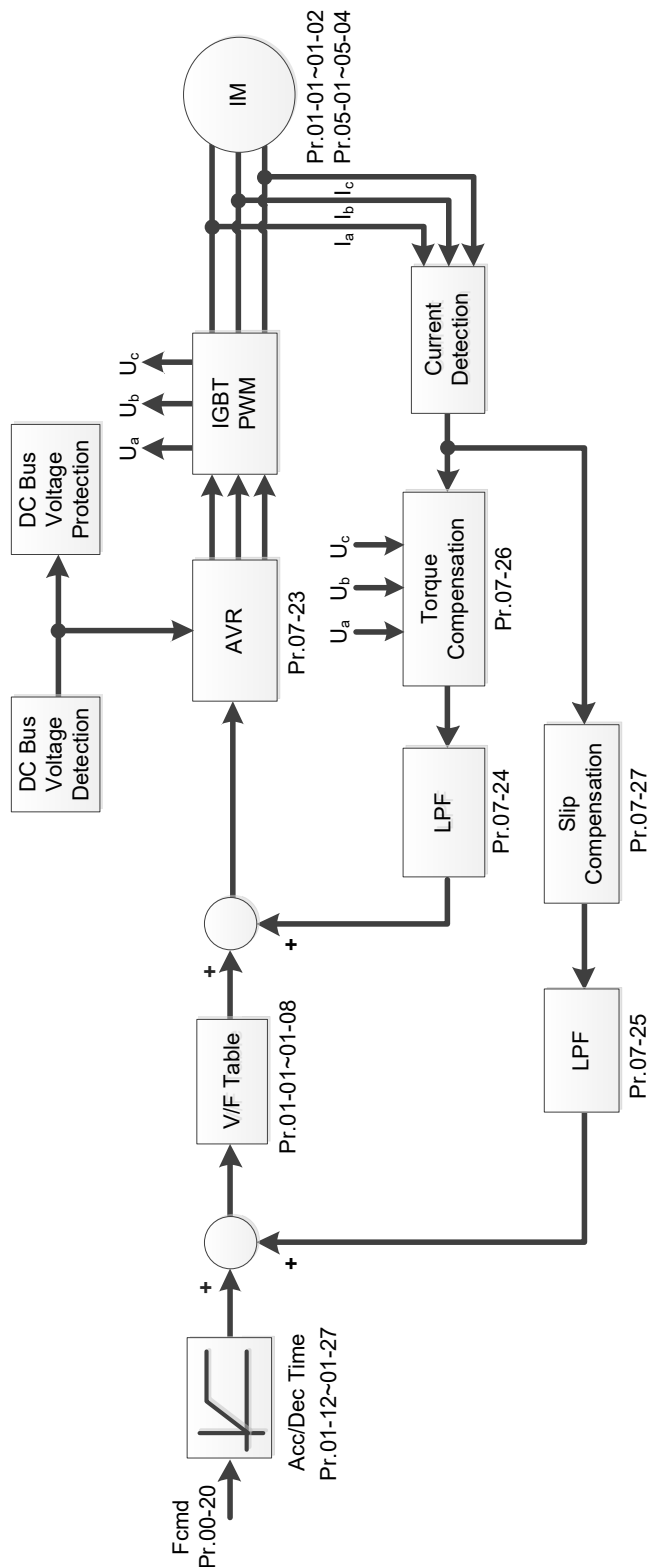 DC Bus
Voltage
Detection
DC Bus
Voltage
Protection
Fcmd
Pr.00-20
Acc/Dec Time
Pr.01-12~01-27
+
+
V/F Table
Pr.01-01~01-08
+
+
AVR
Pr.07-23
Ua
Ub
Uc
IGBT
PWM
IM
Pr.01-01~01-02
Pr.05-01~05-04
Ia
Ib
Ic
Current
Detection
Ua
Ub
Uc
Torque
Compensation
Pr.07-26
LPF
Pr.07-24
Slip
Compensation
Pr.07-27
LPF
Pr.07-25